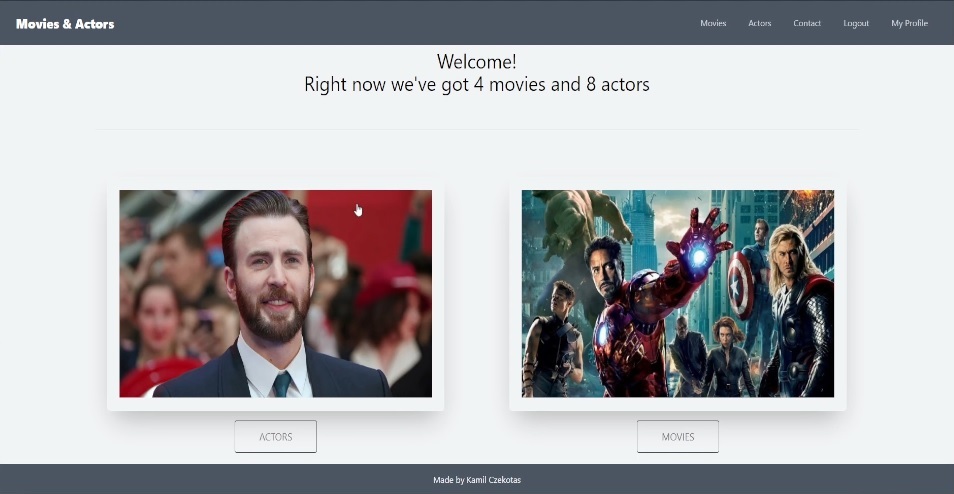 Movies & Actors
Movies
Actors
Contact
Logout
My Profile
Welcome!
Right now we've got 4 movies and 8 actors
ACTORS
MOVIES
Made by Kamil Czekotas